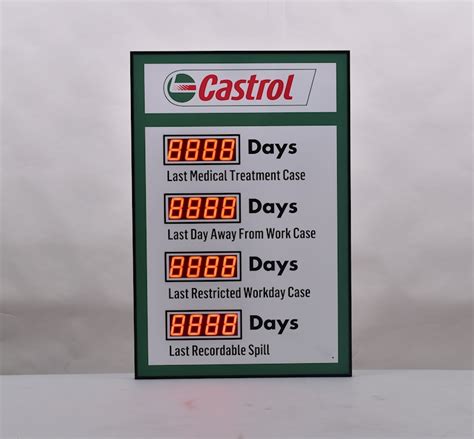 Castrol
8888 Days
Last Medical Treatment Case
8888 Days
Last Day Away From Work Case
8888 Days
Last Restricted Workday Case
8888 Days
Last Recordable Spill